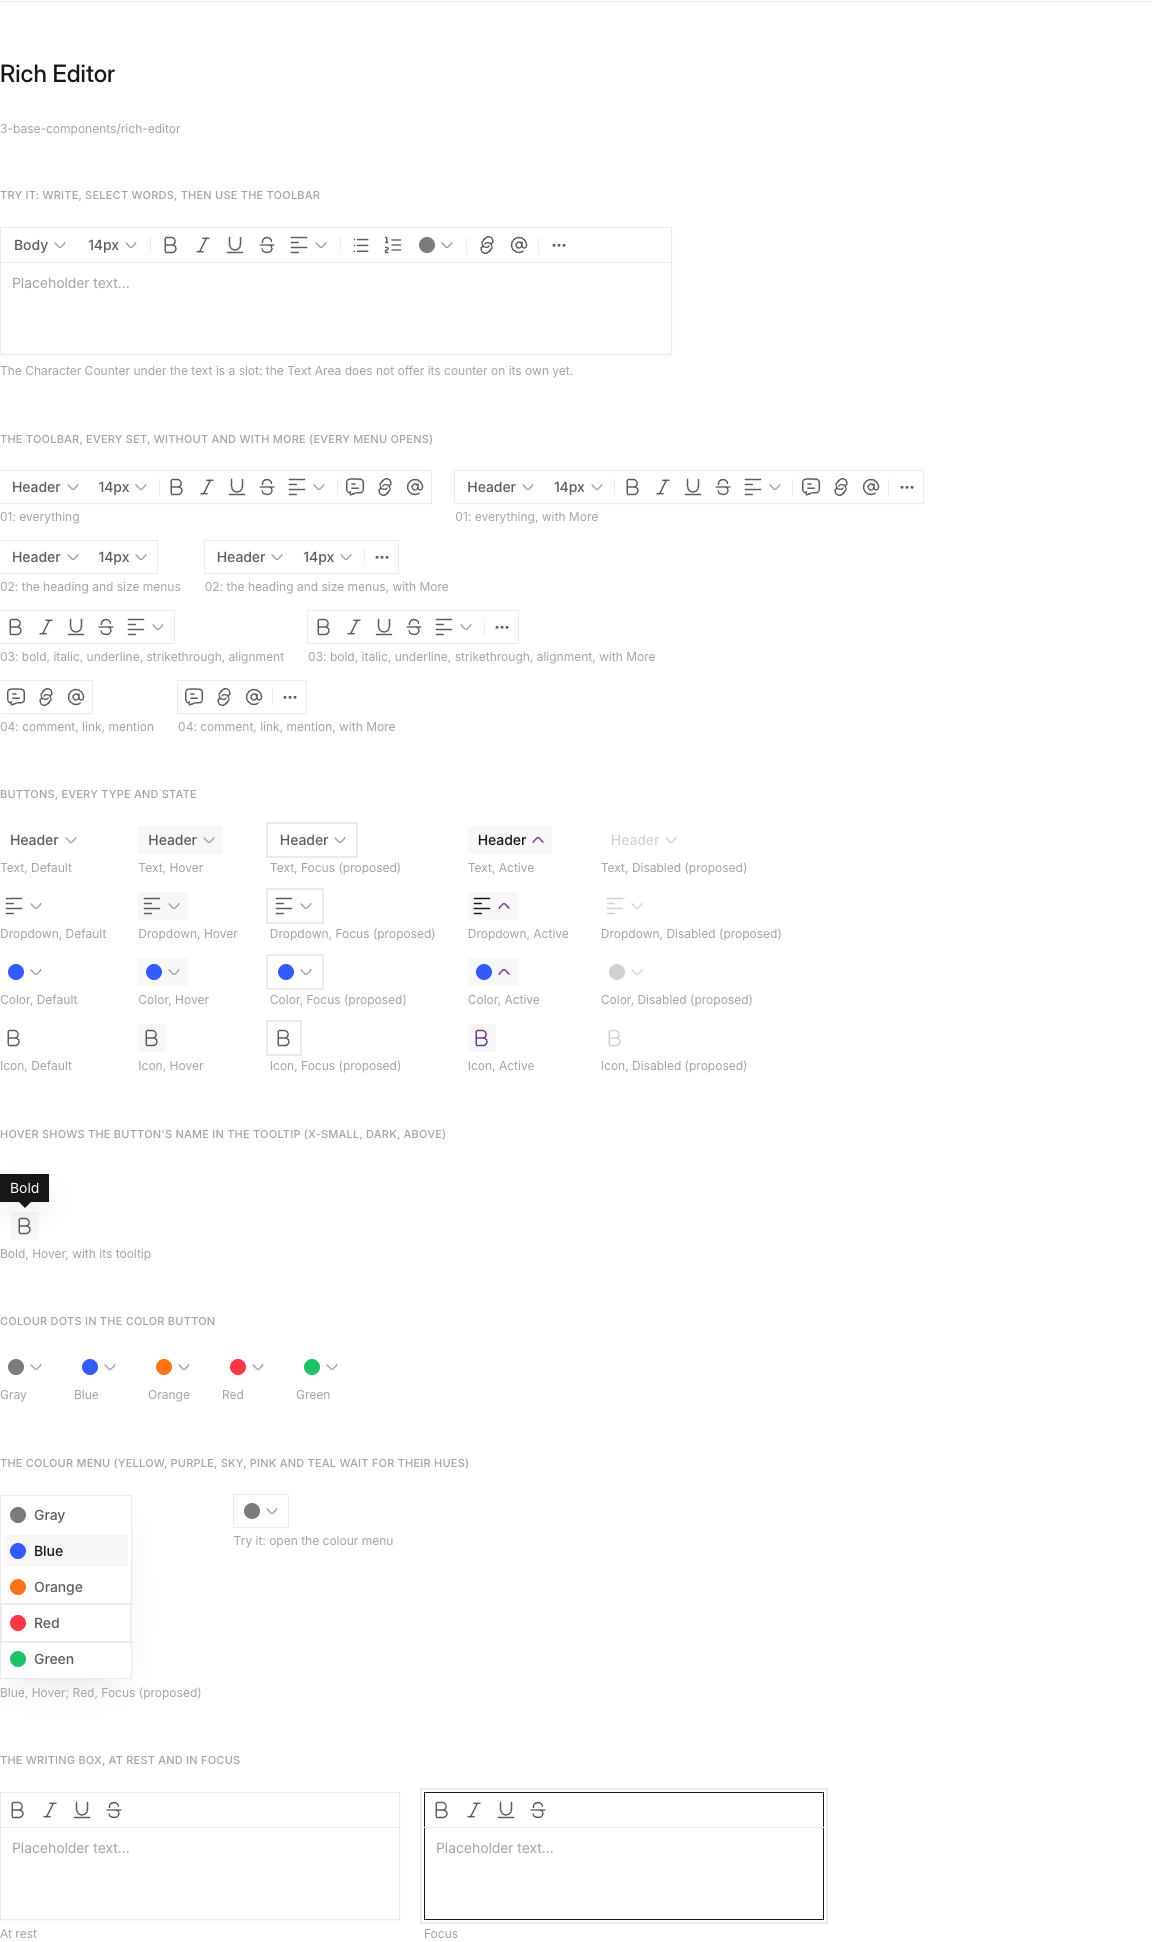 Rich Editor
3-base-components/rich-editor
TRY IT: WRITE, SELECT WORDS, THEN USE THE TOOLBAR
Body 14px
Placeholder text...
The Character Counter under the text is a slot: the Text Area does not offer its counter on its own yet.
THE TOOLBAR, EVERY SET, WITHOUT AND WITH MORE (EVERY MENU OPENS)
Header 14px Header 14px
01: everything 01: everything, with More
Header 14px Header 14px
02: the heading and size menus 02: the heading and size menus, with More
03: bold, italic, underline, strikethrough, alignment 03: bold, italic, underline, strikethrough, alignment, with More
04: comment, link, mention 04: comment, link, mention, with More
BUTTONS, EVERY TYPE AND STATE
Header Header Header Header Header
Text, Default Text, Hover Text, Focus (proposed) Text, Active Text, Disabled (proposed)
Dropdown, Default Dropdown, Hover Dropdown, Focus (proposed) Dropdown, Active Dropdown, Disabled (proposed)
Color, Default Color, Hover Color, Focus (proposed) Color, Active Color, Disabled (proposed)
Icon, Default Icon, Hover Icon, Focus (proposed) Icon, Active Icon, Disabled (proposed)
HOVER SHOWS THE BUTTON'S NAME IN THE TOOLTIP (X-SMALL, DARK, ABOVE)
Bold
Bold, Hover, with its tooltip
COLOUR DOTS IN THE COLOR BUTTON
Gray Blue Orange Red Green
THE COLOUR MENU (YELLOW, PURPLE, SKY, PINK AND TEAL WAIT FOR THEIR HUES)
Gray
Try it: open the colour menu
Blue
Orange
Red
Green
Blue, Hover; Red, Focus (proposed)
THE WRITING BOX, AT REST AND IN FOCUS
Placeholder text... Placeholder text...
At rest Focus